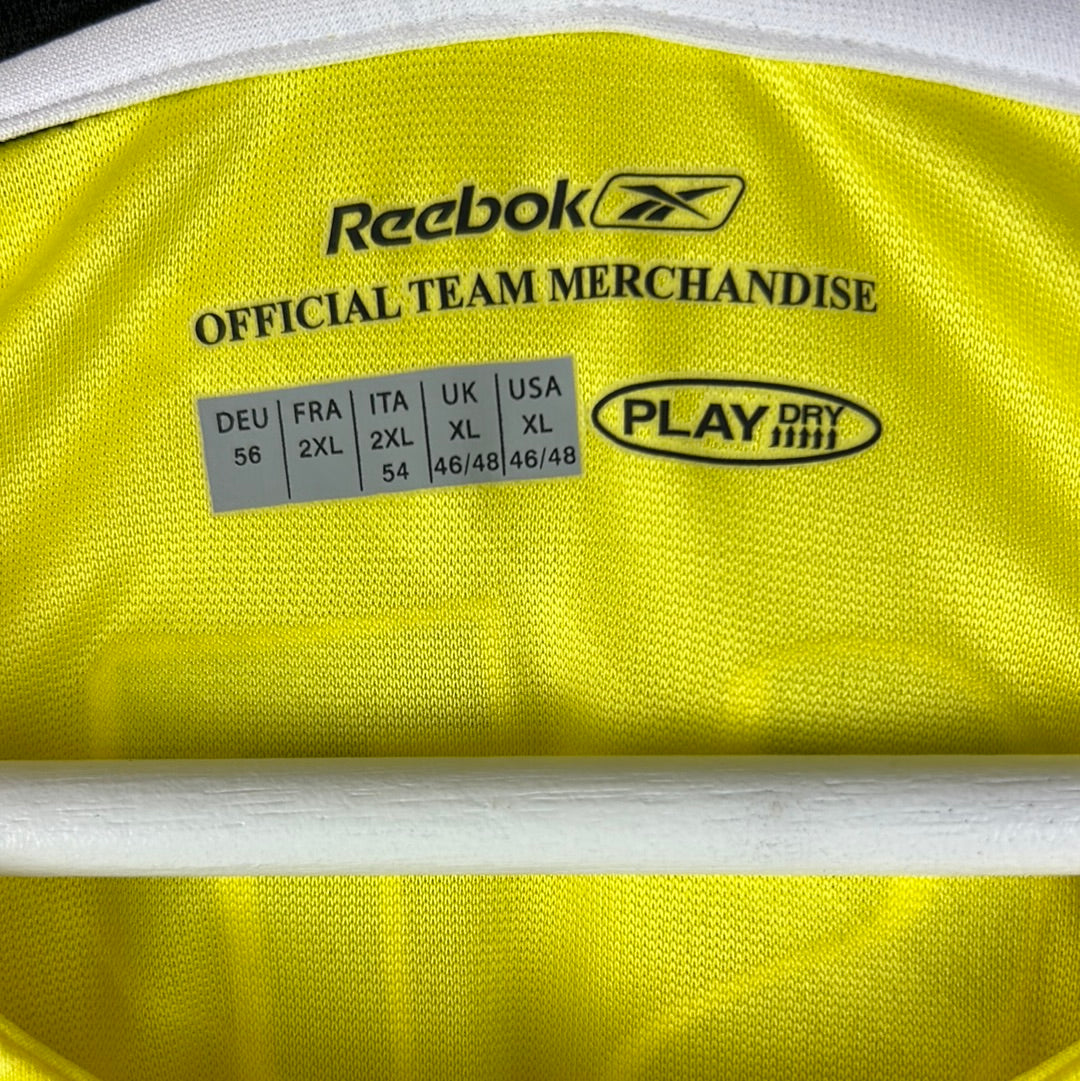 Reebok
OFFICIAL TEAM MERCHANDISE
DEU FRA ITA UK USA
56 2XL 2XL XL XL
54 46/48 46/48
PLAY DRY